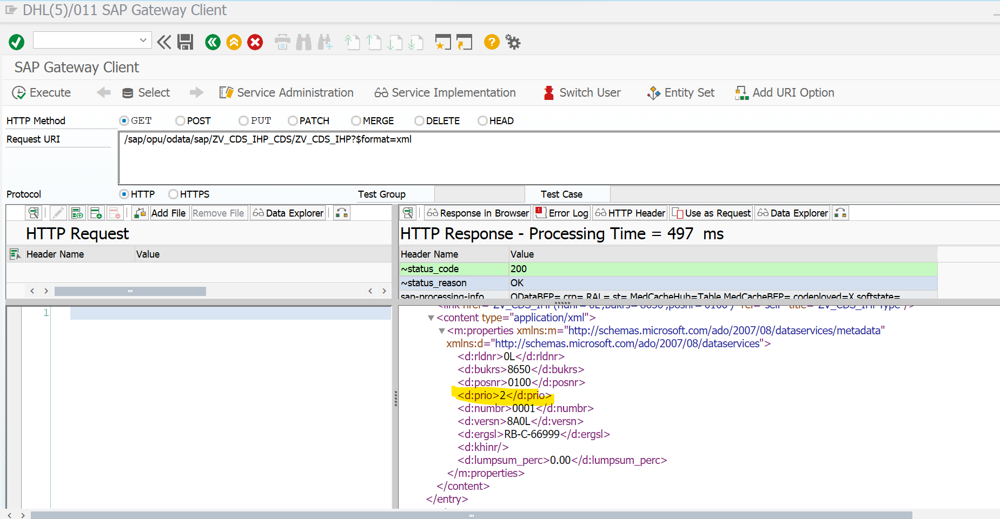 DHL(5)/011 SAP Gateway Client
SAP Gateway Client
Execute Select Service Administration Service Implementation Switch User Entity Set Add URI Option
HTTP Method GET POST PUT PATCH MERGE DELETE HEAD
Request URI /sap/opu/odata/sap/ZV_CDS_IHP_CDS/ZV_CDS_IHP?$format=xml
Protocol HTTP HTTPS Test Group Test Case
Add File Remove File Data Explorer Response in Browser Error Log HTTP Header Use as Request Data Explorer
HTTP Request HTTP Response - Processing Time = 497 ms
Header Name Value Header Name Value
~status_code 200
~status_reason OK
sap-processing-info ODataBEP= crp= RAL= st= MedCacheHub=Table MedCacheBEP= codeployed=X softstate=
1
<content type="application/xml">
<m:properties xmlns:m="http://schemas.microsoft.com/ado/2007/08/dataservices/metadata"
xmlns:d="http://schemas.microsoft.com/ado/2007/08/dataservices">
<d:rldnr>0L</d:rldnr>
<d:bukrs>8650</d:bukrs>
<d:posnr>0100</d:posnr>
<d:prio>2</d:prio>
<d:numbr>0001</d:numbr>
<d:versn>8A0L</d:versn>
<d:ergsl>RB-C-66999</d:ergsl>
<d:khinr/>
<d:lumpsum_perc>0.00</d:lumpsum_perc>
</m:properties>
</content>
</entry>